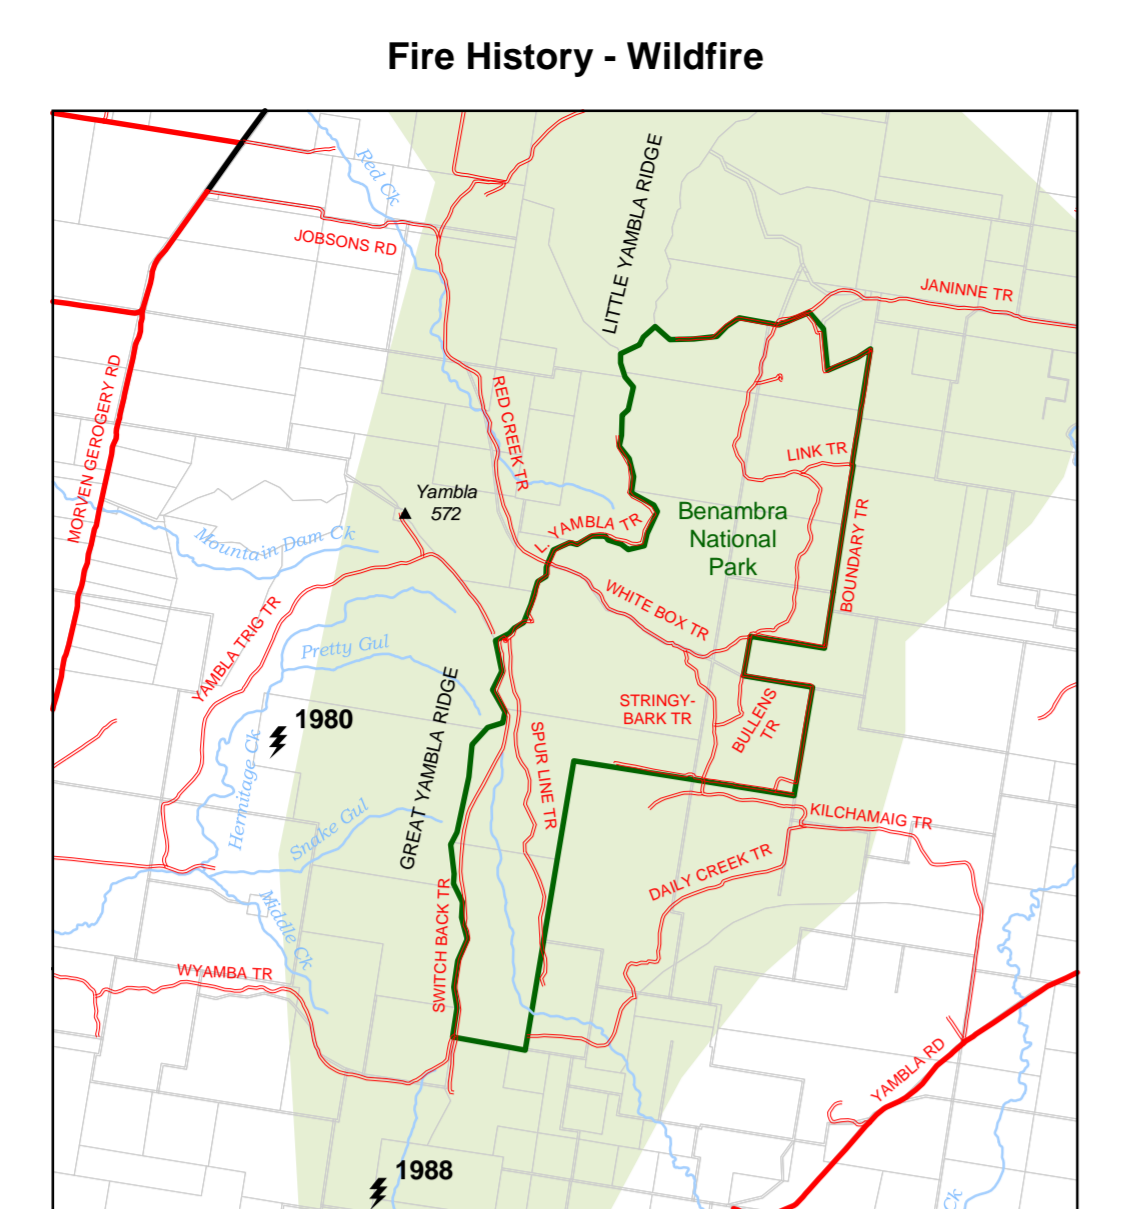 Fire History - Wildfire
Red Ck
LITTLE YAMBLA RIDGE
JOBSONS RD
JANINNE TR
MORVEN GEROGERY RD
RED CREEK TR
LINK TR
Yambla
572
L. YAMBLA TR
Benambra
National
Park
Mountain Dam Ck
BOUNDARY TR
WHITE BOX TR
YAMBLA TRIG TR
Pretty Gul
STRINGY-
BARK TR
BULLENS
TR
1980
GREAT YAMBLA RIDGE
SPUR LINE TR
Hermitage Ck
Snake Gul
KILCHAMAIG TR
DAILY CREEK TR
Middle Ck
SWITCH BACK TR
WYAMBA TR
YAMBLA RD
1988
Ck